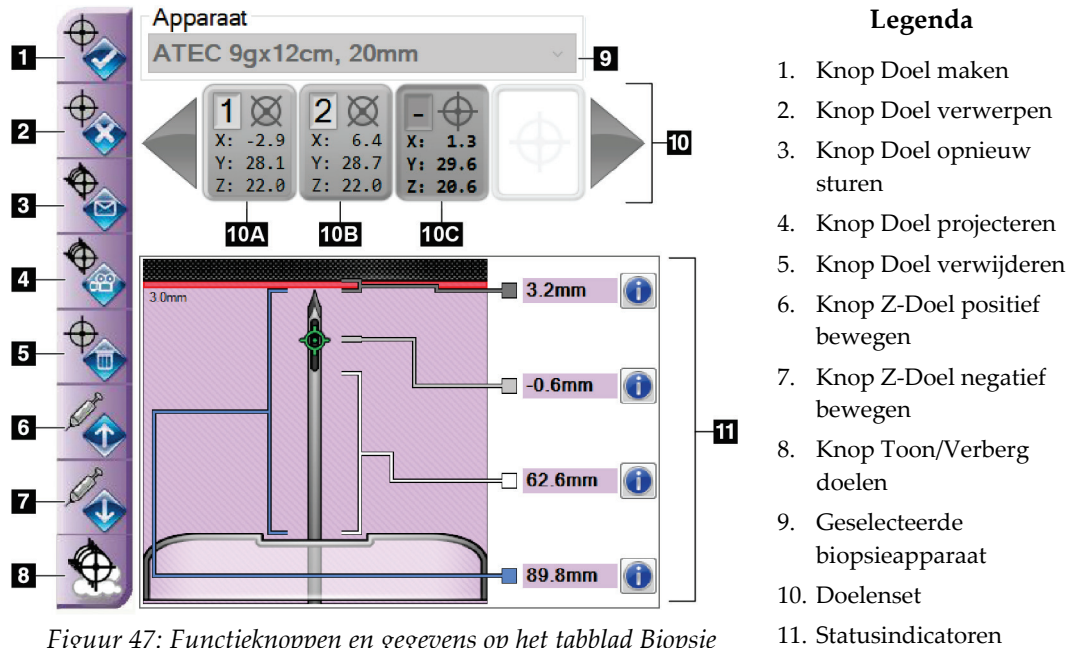 Apparaat
ATEC 9gx12cm, 20mm
1
2
3
4
5
6
7
8
9
10
11
1
X: -2.9
Y: 28.1
Z: 22.0
2
X: 6.4
Y: 28.7
Z: 22.0
-
X: 1.3
Y: 29.6
Z: 20.6
10A
10B
10C
3.0mm
3.2mm
-0.6mm
62.6mm
89.8mm
Figuur 47: Functieknoppen en gegevens op het tabblad Biopsie
Legenda
1. Knop Doel maken
2. Knop Doel verwerpen
3. Knop Doel opnieuw
sturen
4. Knop Doel projecteren
5. Knop Doel verwijderen
6. Knop Z-Doel positief
bewegen
7. Knop Z-Doel negatief
bewegen
8. Knop Toon/Verberg
doelen
9. Geselecteerde
biopsieapparaat
10. Doelenset
11. Statusindicatoren